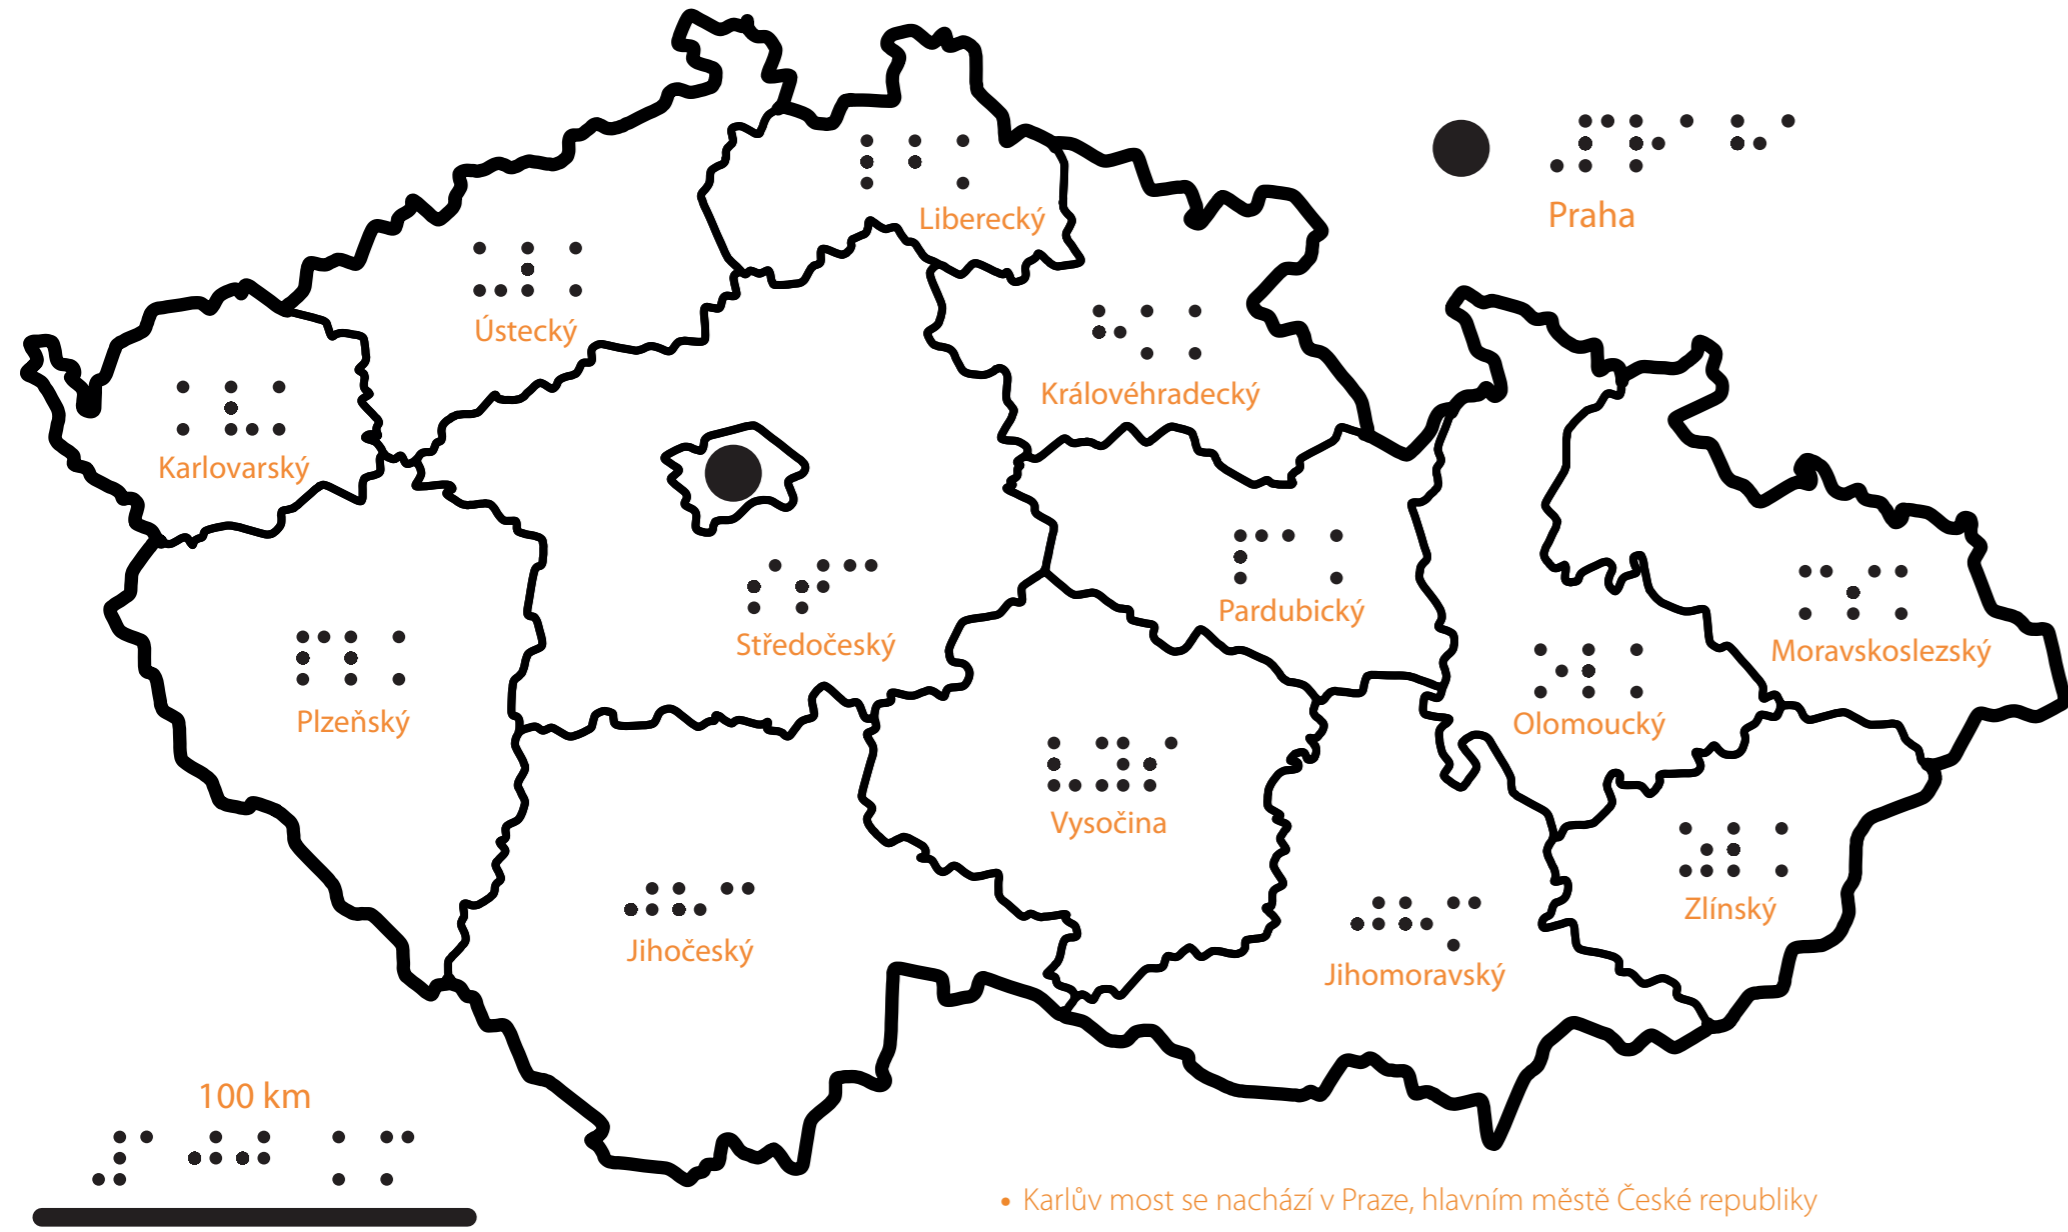 Liberecký
Praha
Ústecký
Královéhradecký
Karlovarský
Pardubický
Středočeský
Moravskoslezský
Plzeňský
Olomoucký
Vysočina
Zlínský
Jihočeský
Jihomoravský
100 km
• Karlův most se nachází v Praze, hlavním městě České republiky